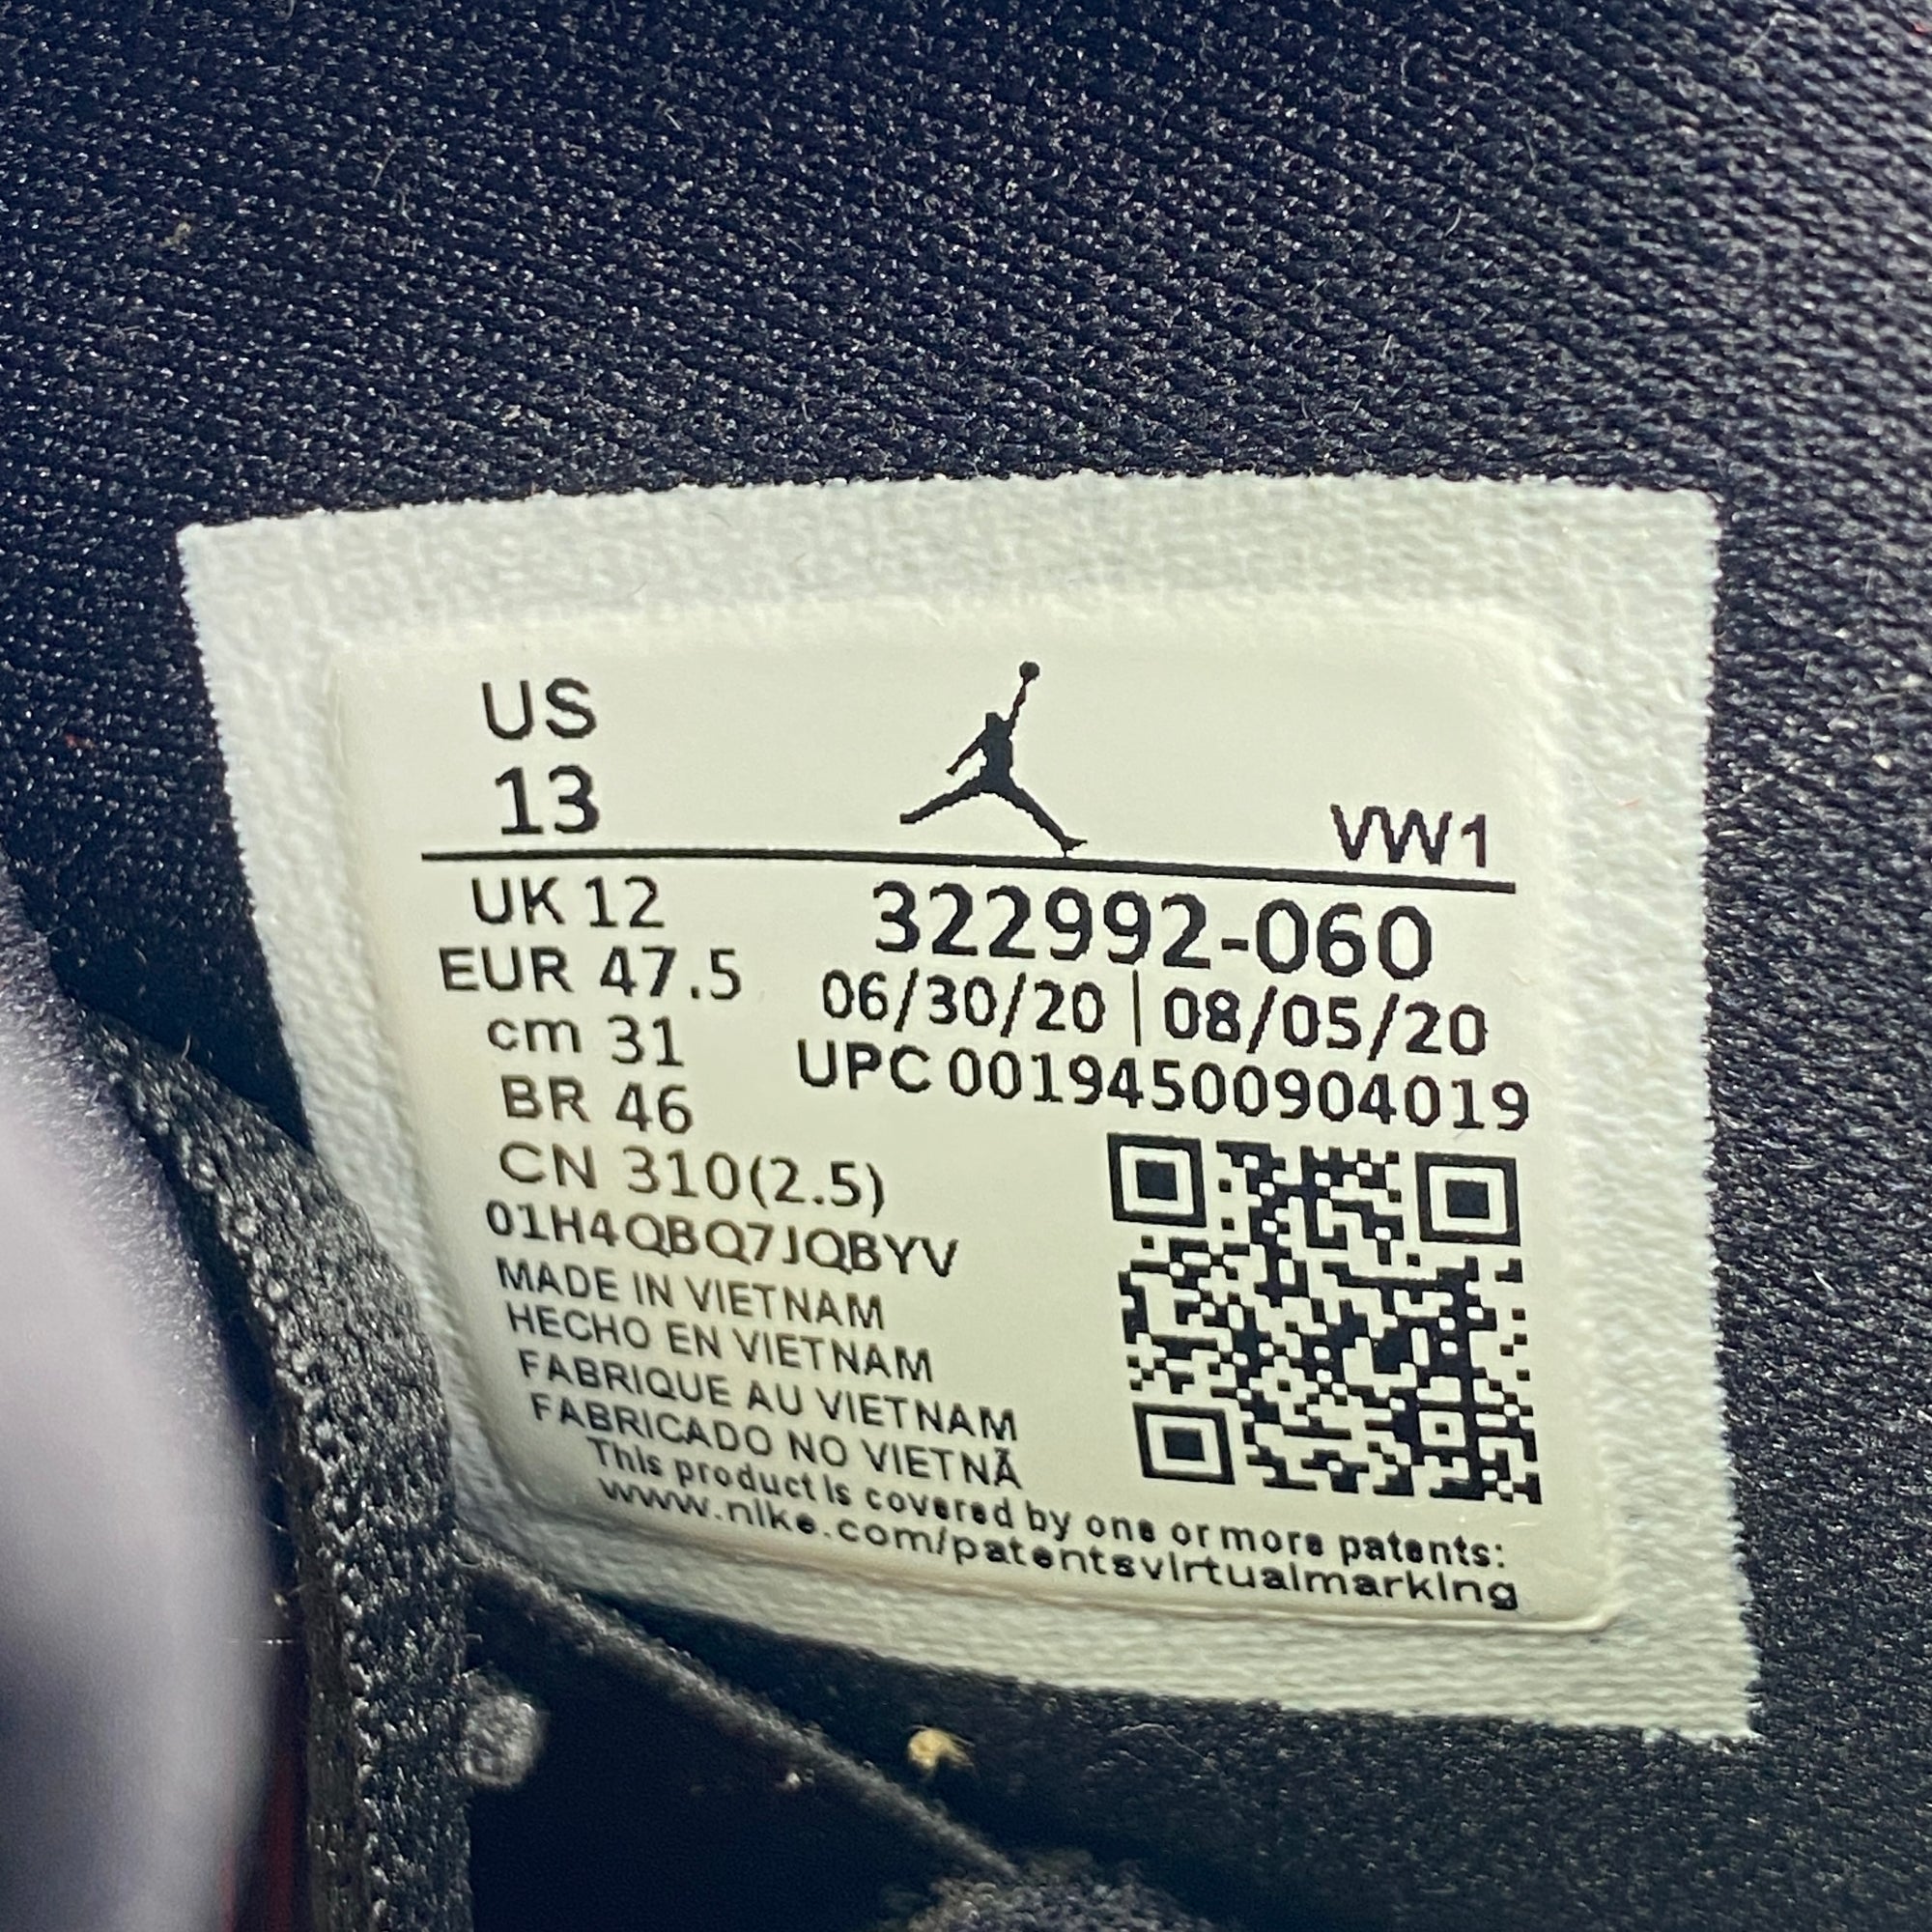 US
13
VW1
UK 12
EUR 47.5
cm 31
BR 46
CN 310(2.5)
322992-060
06/30/20 | 08/05/20
UPC 00194500904019
01H4QBQ7JQBYV
MADE IN VIETNAM
HECHO EN VIETNAM
FABRIQUE AU VIETNAM
FABRICADO NO VIETNÃ
This product is covered by one or more patents:
www.nike.com/patentsvirtualmarking